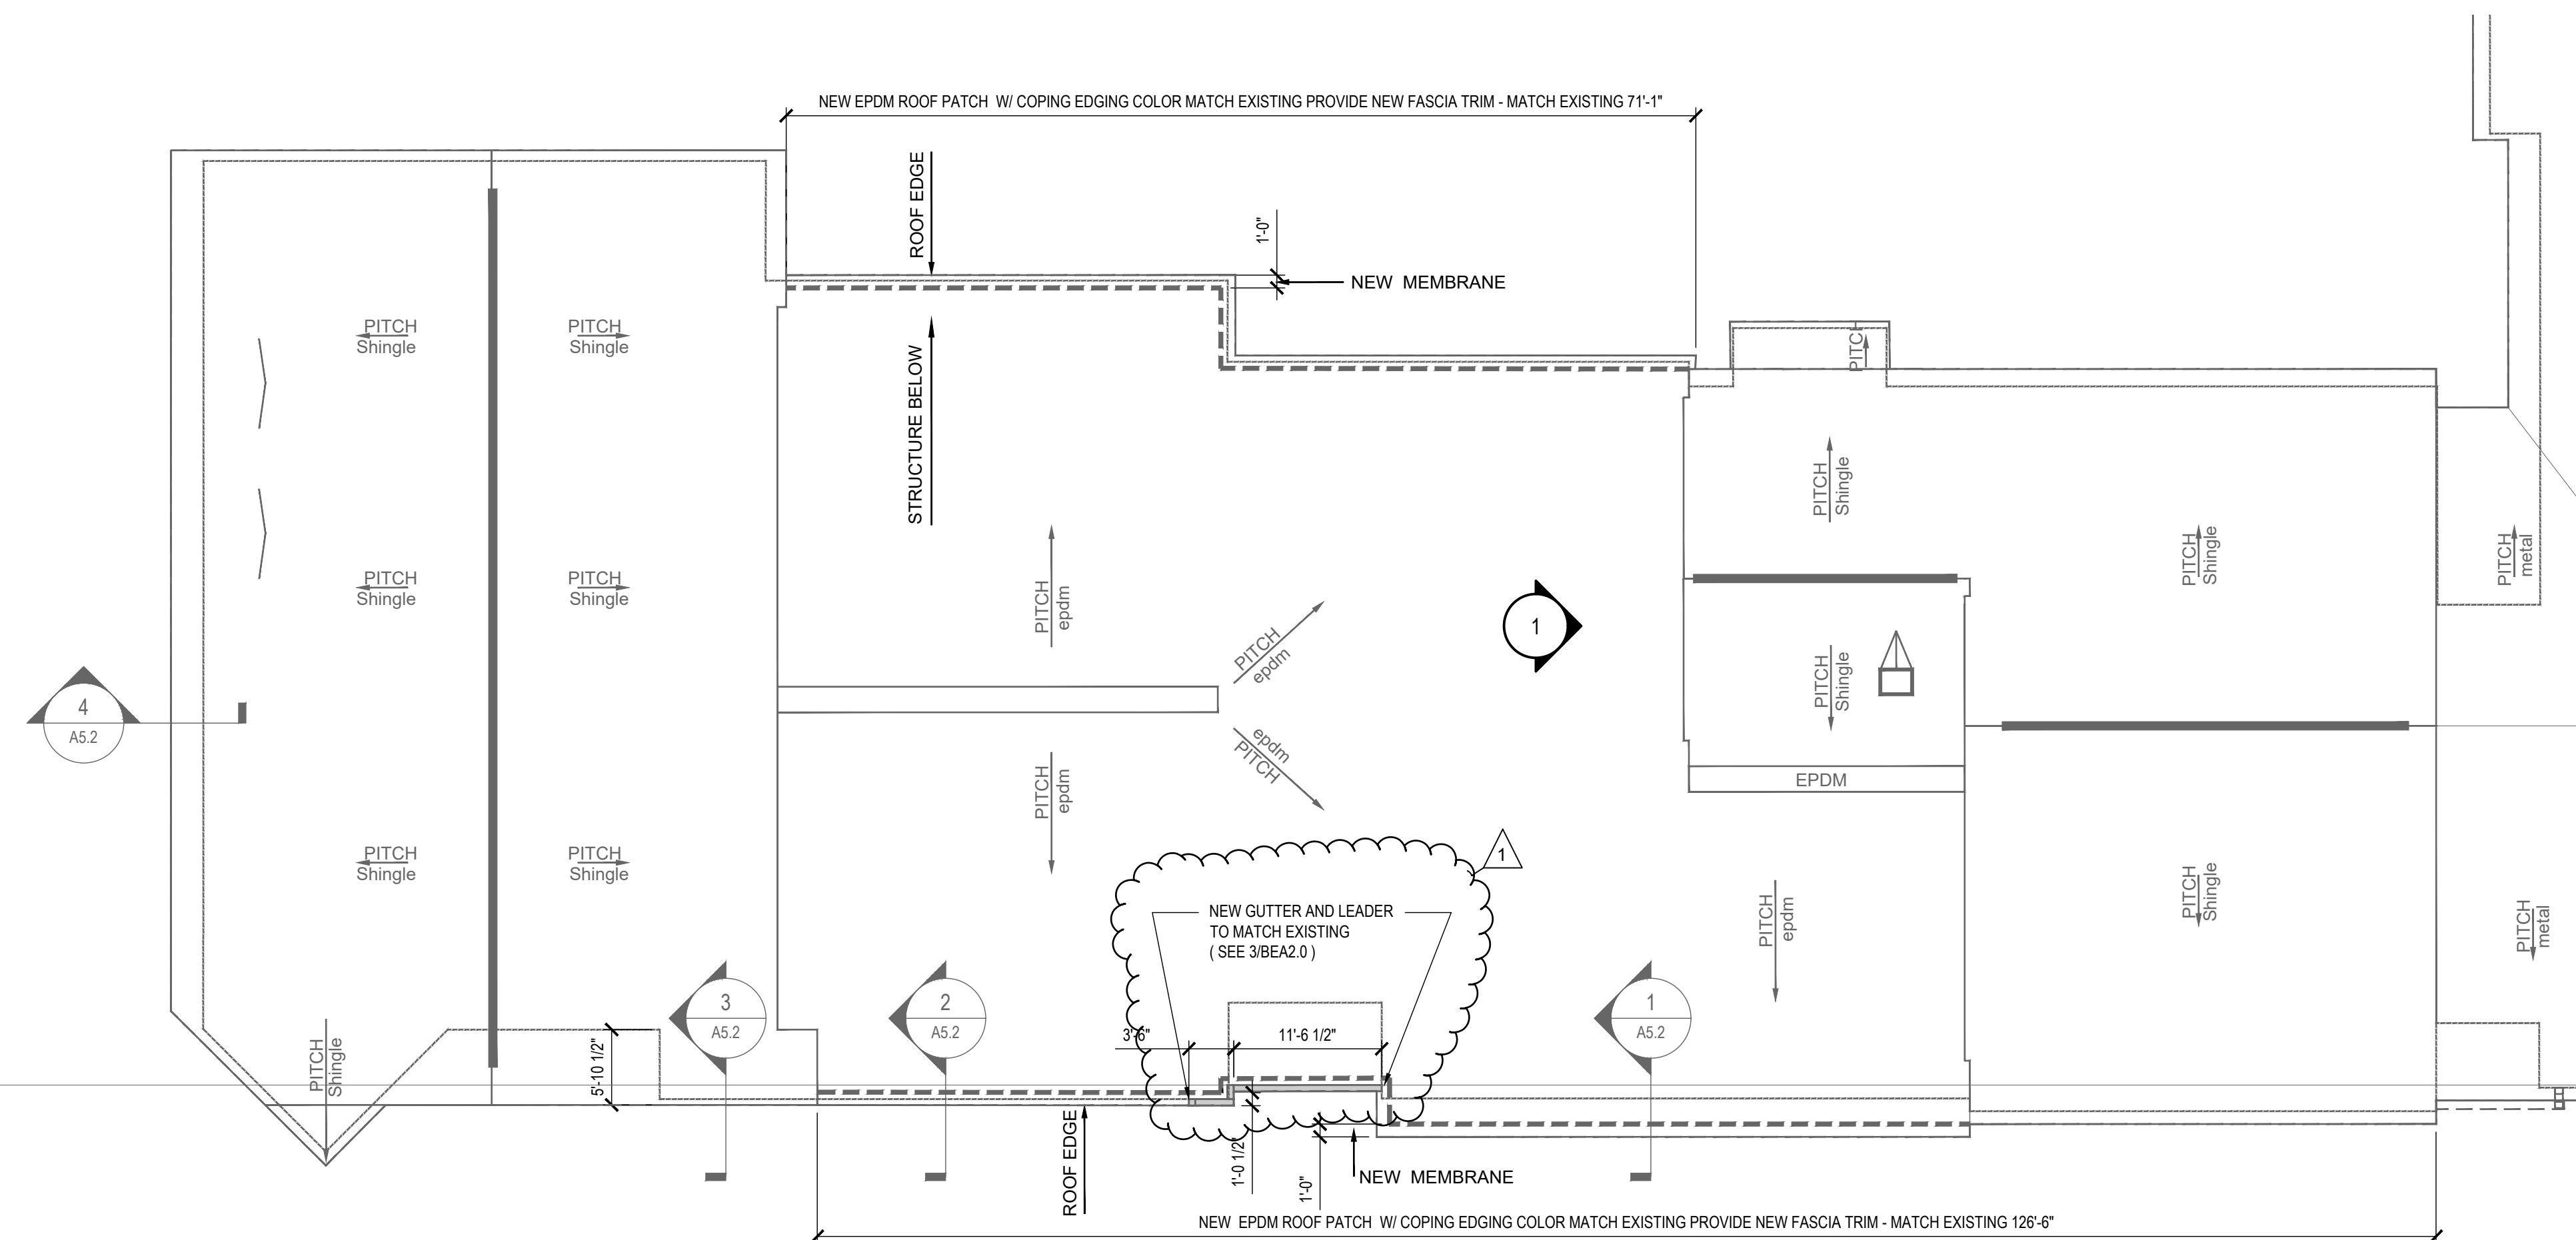 NEW EPDM ROOF PATCH W/ COPING EDGING COLOR MATCH EXISTING PROVIDE NEW FASCIA TRIM - MATCH EXISTING 71'-1"
ROOF EDGE
1'-0"
NEW MEMBRANE
PITCH
Shingle
PITCH
Shingle
STRUCTURE BELOW
PITCH
PITCH
Shingle
PITCH
Shingle
PITCH
metal
PITCH
Shingle
PITCH
Shingle
PITCH
epdm
PITCH
epdm
1
PITCH
Shingle
4
A5.2
epdm
PITCH
PITCH
epdm
EPDM
PITCH
Shingle
PITCH
Shingle
1
NEW GUTTER AND LEADER
TO MATCH EXISTING
( SEE 3/BEA2.0 )
PITCH
epdm
PITCH
Shingle
PITCH
metal
3
A5.2
2
A5.2
1
A5.2
3'-6"
11'-6 1/2"
PITCH
Shingle
5'-10 1/2"
ROOF EDGE
1'-0 1/2"
1'-0"
NEW MEMBRANE
NEW EPDM ROOF PATCH W/ COPING EDGING COLOR MATCH EXISTING PROVIDE NEW FASCIA TRIM - MATCH EXISTING 126'-6"